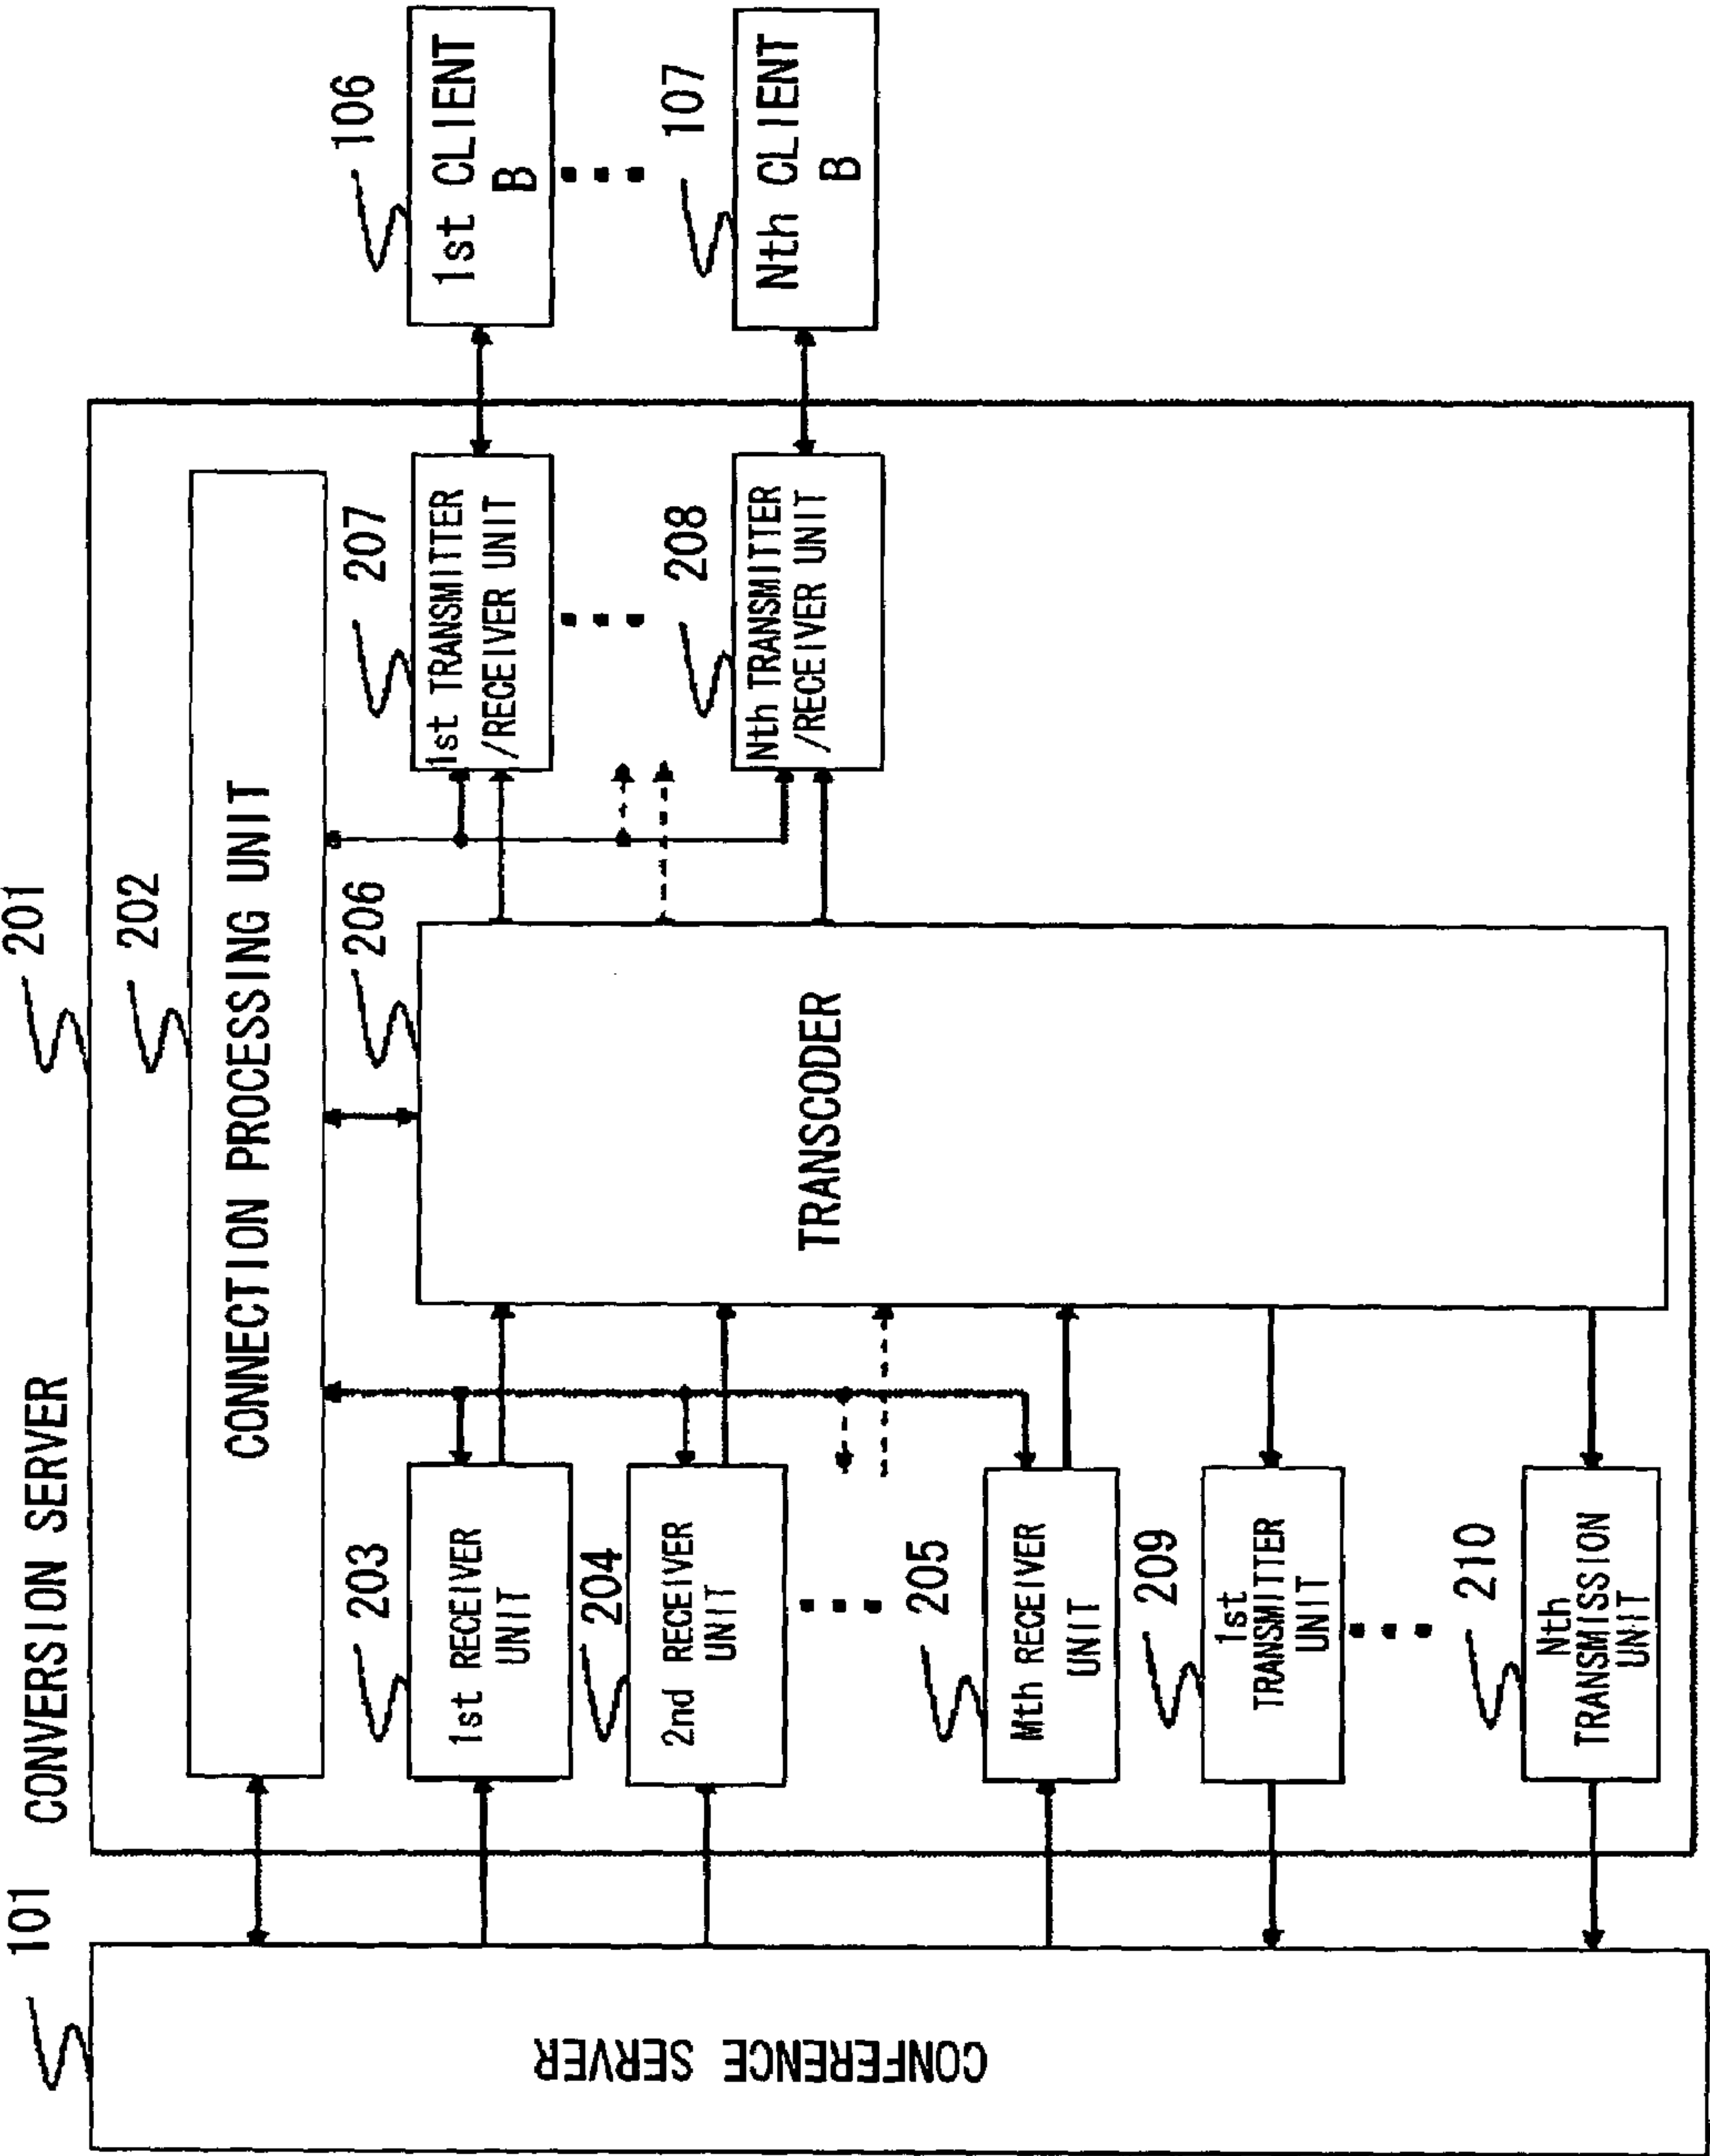 101
CONFERENCE SERVER
CONVERSION SERVER
201
202
CONNECTION PROCESSING UNIT
203
1st RECEIVER
UNIT
204
2nd RECEIVER
UNIT
205
Mth RECEIVER
UNIT
209
1st
TRANSMITTER
UNIT
210
Nth
TRANSMISSION
UNIT
206
TRANSCODER
207
1st TRANSMITTER
/RECEIVER UNIT
208
Nth TRANSMITTER
/RECEIVER UNIT
106
1st CLIENT
B
107
Nth CLIENT
B